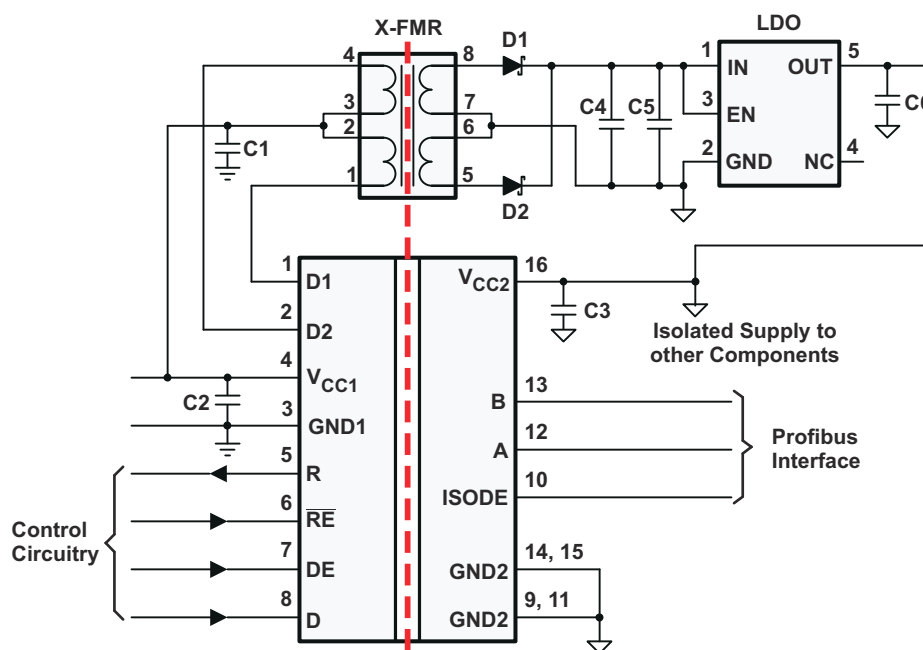 X-FMR
D1
LDO
4
8
1
IN
OUT
5
3
7
C4
C5
3
EN
2
6
C1
2
GND
NC
4
1
5
D2
1
D1
16
VCC2
2
D2
C3
Isolated Supply to
other Components
4
VCC1
C2
3
GND1
13
B
12
A
10
ISODE
Profibus
Interface
5
R
6
RE
7
DE
8
D
Control
Circuitry
14, 15
GND2
9, 11
GND2